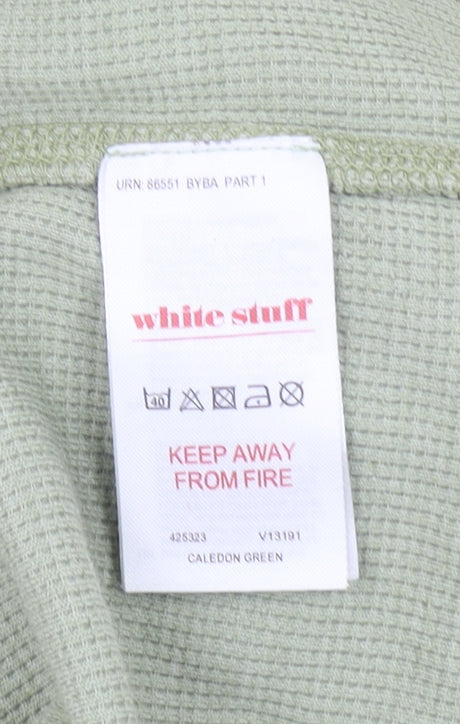 URN: 86551 BYBA PART 1
white stuff
40
KEEP AWAY
FROM FIRE
425323 V13191
CALEDON GREEN